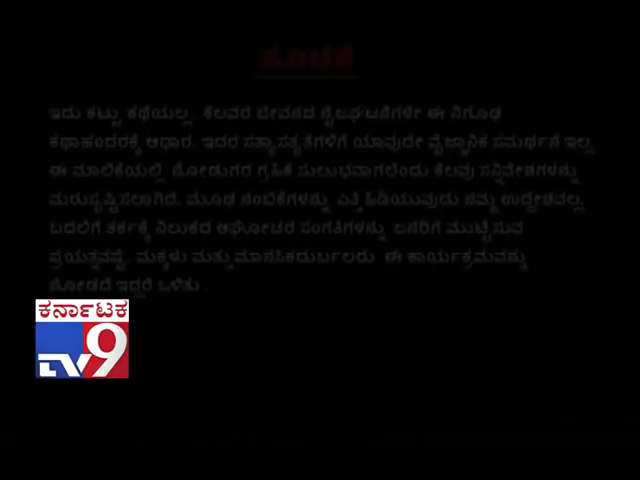 ಸೂಚನೆ
ಇದು ಕಟ್ಟು ಕಥೆಯಲ್ಲ. ಕೆಲವರ ಜೀವನದ ನೈಜಘಟನೆಗಳೇ ಈ ನಿಗೂಢ
ಕಥಾಹಂದರಕ್ಕೆ ಆಧಾರ. ಇದರ ಸತ್ಯಾಸತ್ಯತೆಗಳಿಗೆ ಯಾವುದೇ ವೈಜ್ಞಾನಿಕ ಸಮರ್ಥನೆ ಇಲ್ಲ.
ಈ ಮಾಲಿಕೆಯಲ್ಲಿ ನೋಡುಗರ ಗ್ರಹಿಕೆ ಸುಲುಭವಾಗಲೆಂದು ಕೆಲವು ಸನ್ನಿವೇಶಗಳನ್ನು
ಮರುಸೃಷ್ಟಿಸಲಾಗಿದೆ. ಮೂಢ ನಂಬಿಕೆಗಳನ್ನು ಎತ್ತಿಹಿಡಿಯುವುದು ನಮ್ಮ ಉದ್ದೇಶವಲ್ಲ.
ಬದಲಿಗೆ ತರ್ಕಕ್ಕೆ ನಿಲುಕದ ಅಘೋಚರ ಸಂಗತಿಗಳನ್ನು ಜನರಿಗೆ ಮುಟ್ಟಿಸುವ
ಪ್ರಯತ್ನವಷ್ಟೆ. ಮಕ್ಕಳು ಮತ್ತು ಮಾನಸಿಕದುರ್ಬಲರು ಈ ಕಾರ್ಯಕ್ರಮವನ್ನು
ನೋಡದೆ ಇದ್ದರೆ ಒಳಿತು.
ಕರ್ನಾಟಕ
TV9